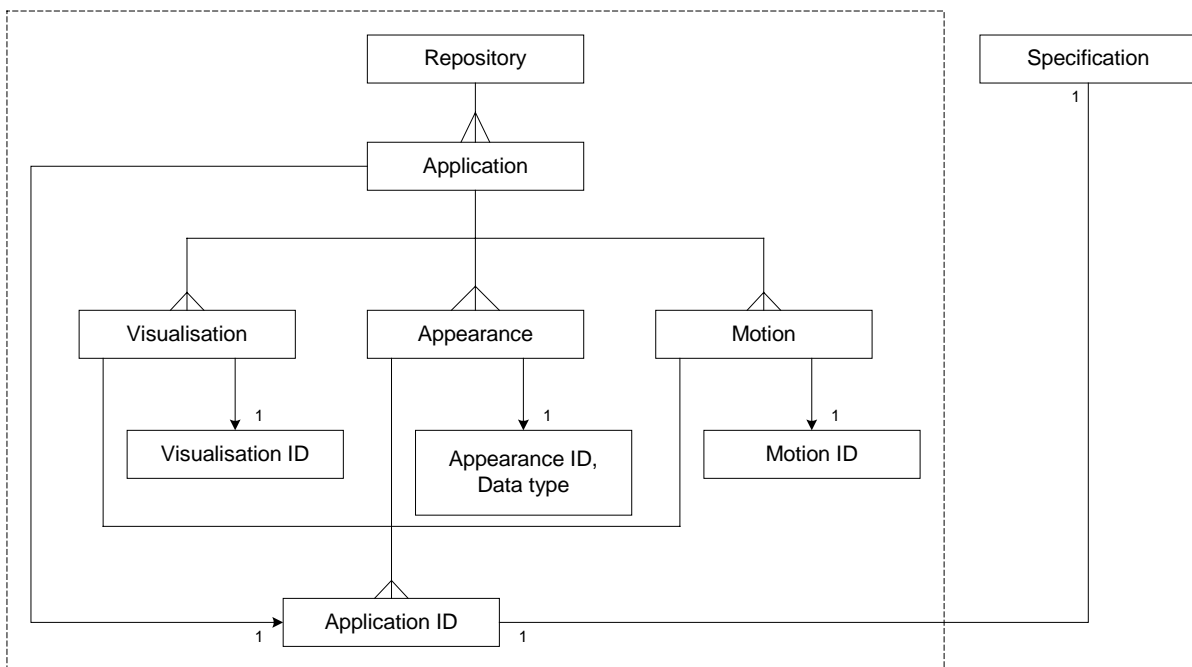 Repository
Specification
1
Application
Visualisation
Appearance
Motion
1
1
1
Visualisation ID
Appearance ID,
Data type
Motion ID
Application ID
1
1